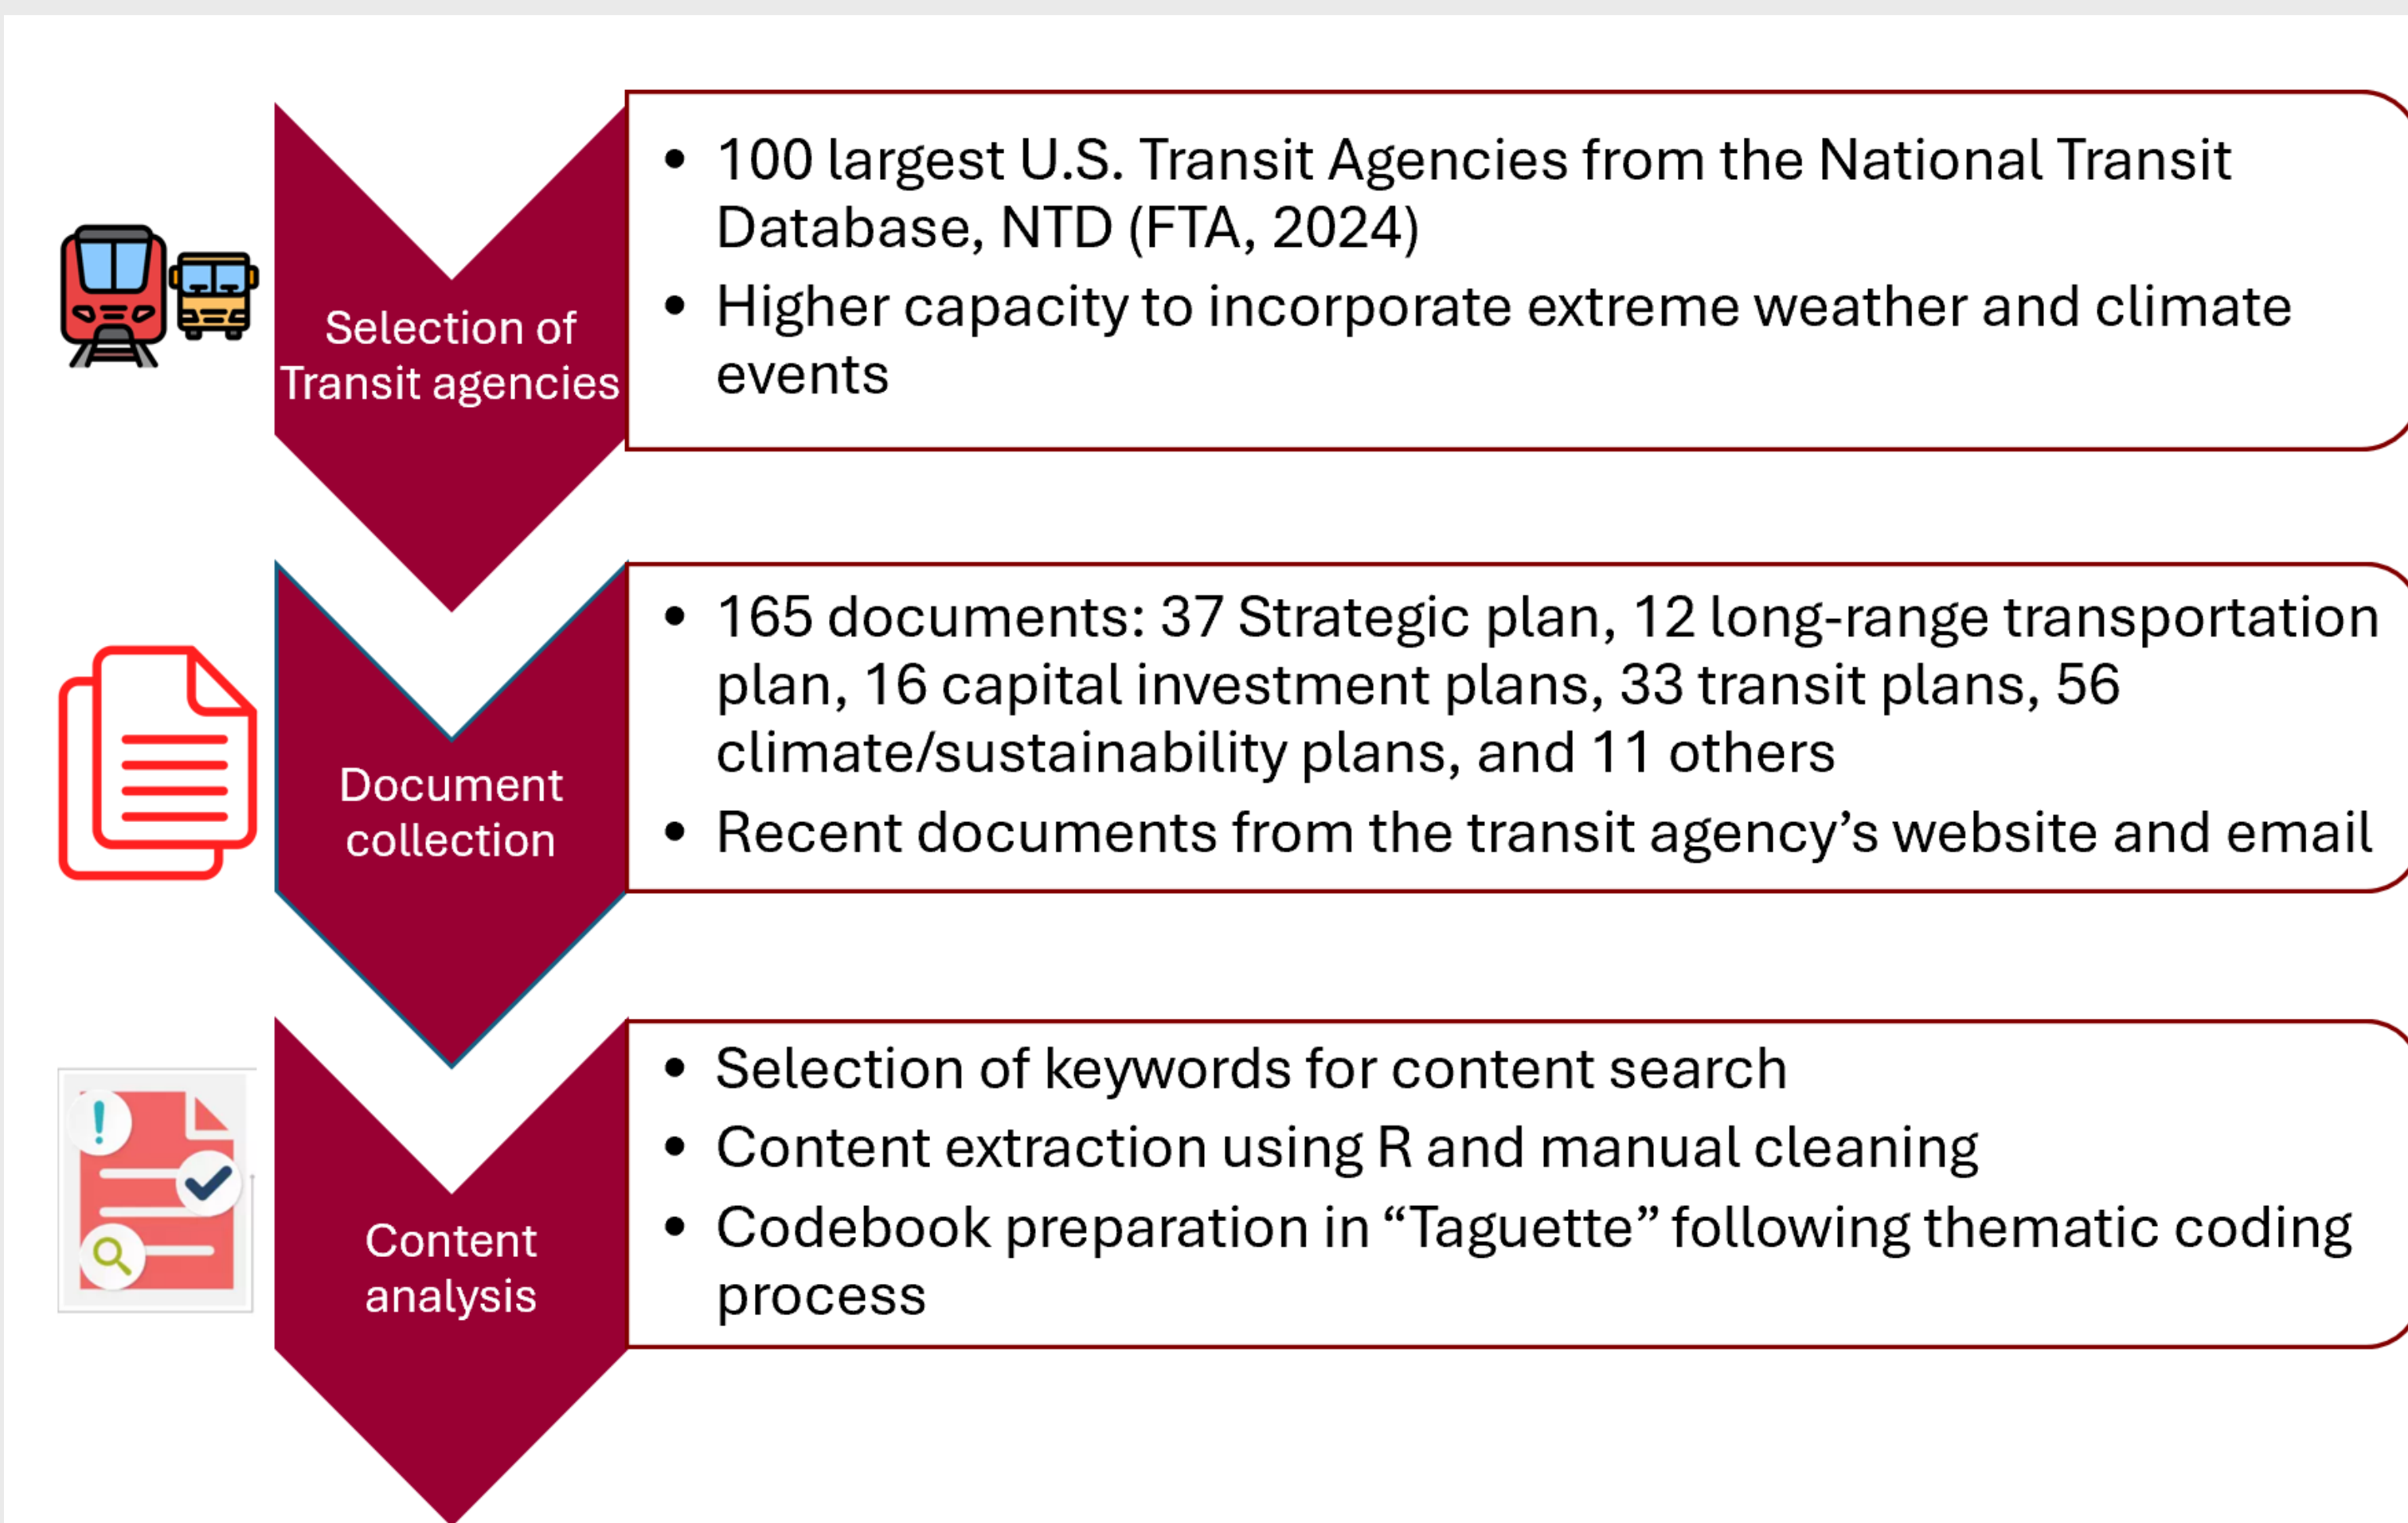 Selection of
Transit agencies
• 100 largest U.S. Transit Agencies from the National Transit
Database, NTD (FTA, 2024)
• Higher capacity to incorporate extreme weather and climate
events
Document
collection
• 165 documents: 37 Strategic plan, 12 long-range transportation
plan, 16 capital investment plans, 33 transit plans, 56
climate/sustainability plans, and 11 others
• Recent documents from the transit agency’s website and email
Content
analysis
• Selection of keywords for content search
• Content extraction using R and manual cleaning
• Codebook preparation in “Taguette” following thematic coding
process